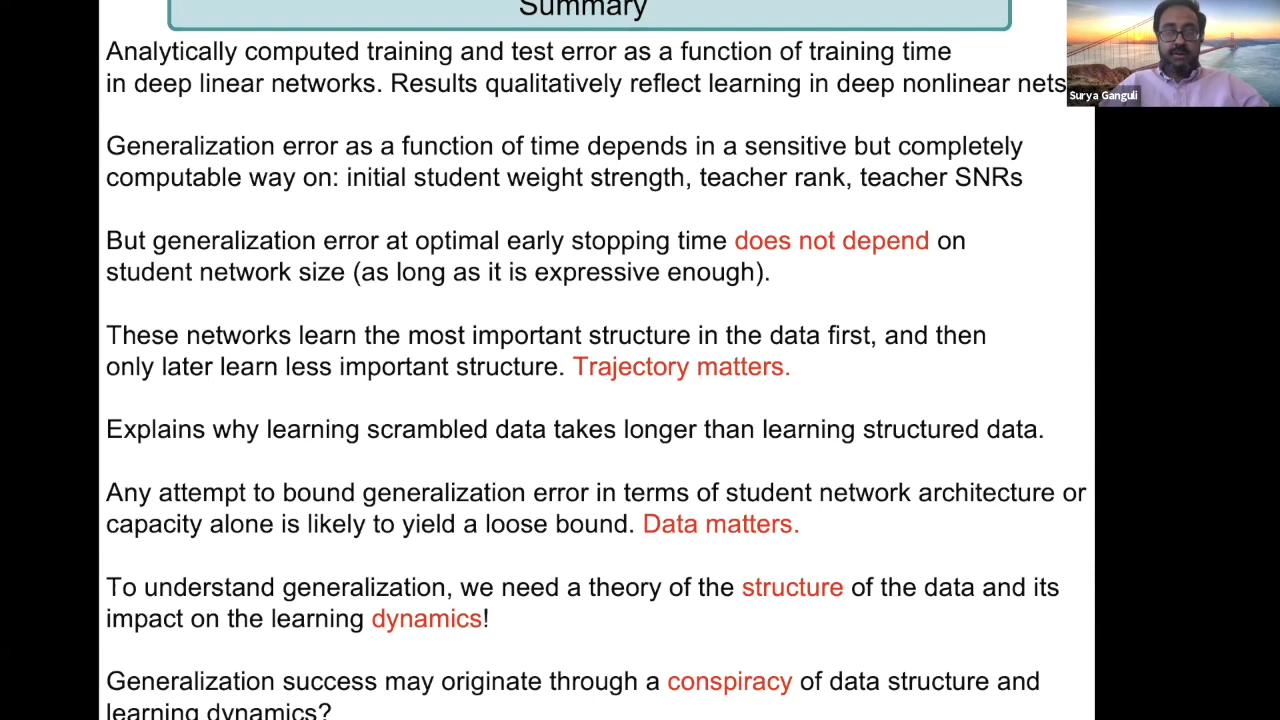 Summary
Analytically computed training and test error as a function of training time
in deep linear networks. Results qualitatively reflect learning in deep nonlinear nets
Surya Ganguli
Generalization error as a function of time depends in a sensitive but completely
computable way on: initial student weight strength, teacher rank, teacher SNRs
But generalization error at optimal early stopping time does not depend on
student network size (as long as it is expressive enough).
These networks learn the most important structure in the data first, and then
only later learn less important structure. Trajectory matters.
Explains why learning scrambled data takes longer than learning structured data.
Any attempt to bound generalization error in terms of student network architecture or
capacity alone is likely to yield a loose bound. Data matters.
To understand generalization, we need a theory of the structure of the data and its
impact on the learning dynamics!
Generalization success may originate through a conspiracy of data structure and
learning dynamics?